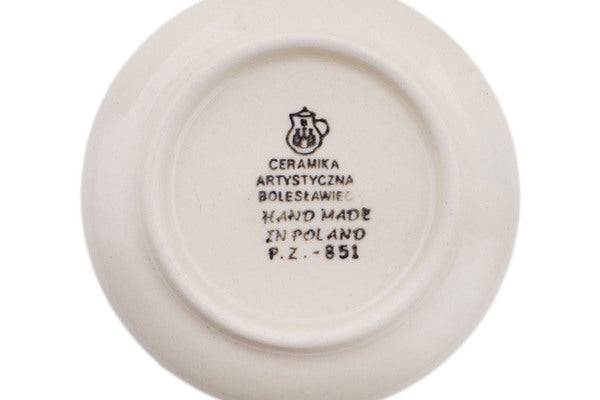 CERAMIKA
ARTYSTYCZNA
BOLESŁAWIEC
HAND MADE
IN POLAND
P.Z.-851